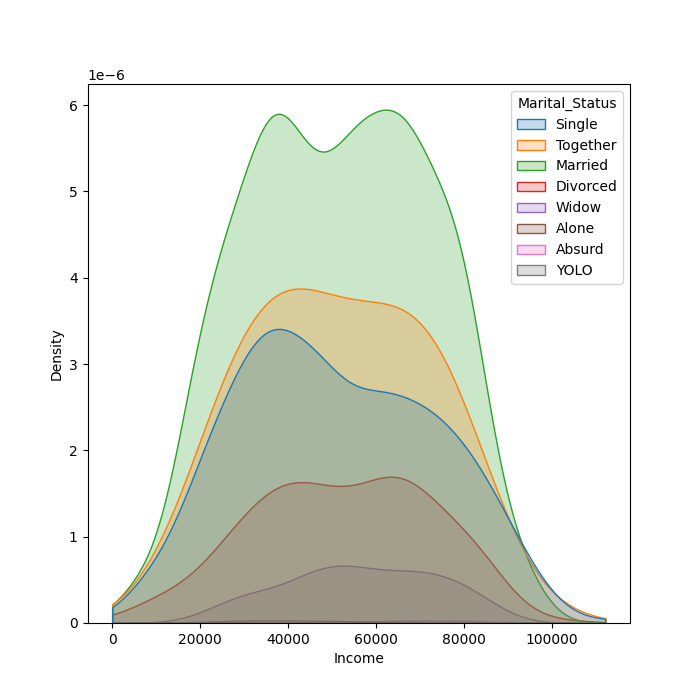 1e−6
6
5
4
3
2
1
0
Density
0 20000 40000 60000 80000 100000
Income
Marital_Status
Single
Together
Married
Divorced
Widow
Alone
Absurd
YOLO